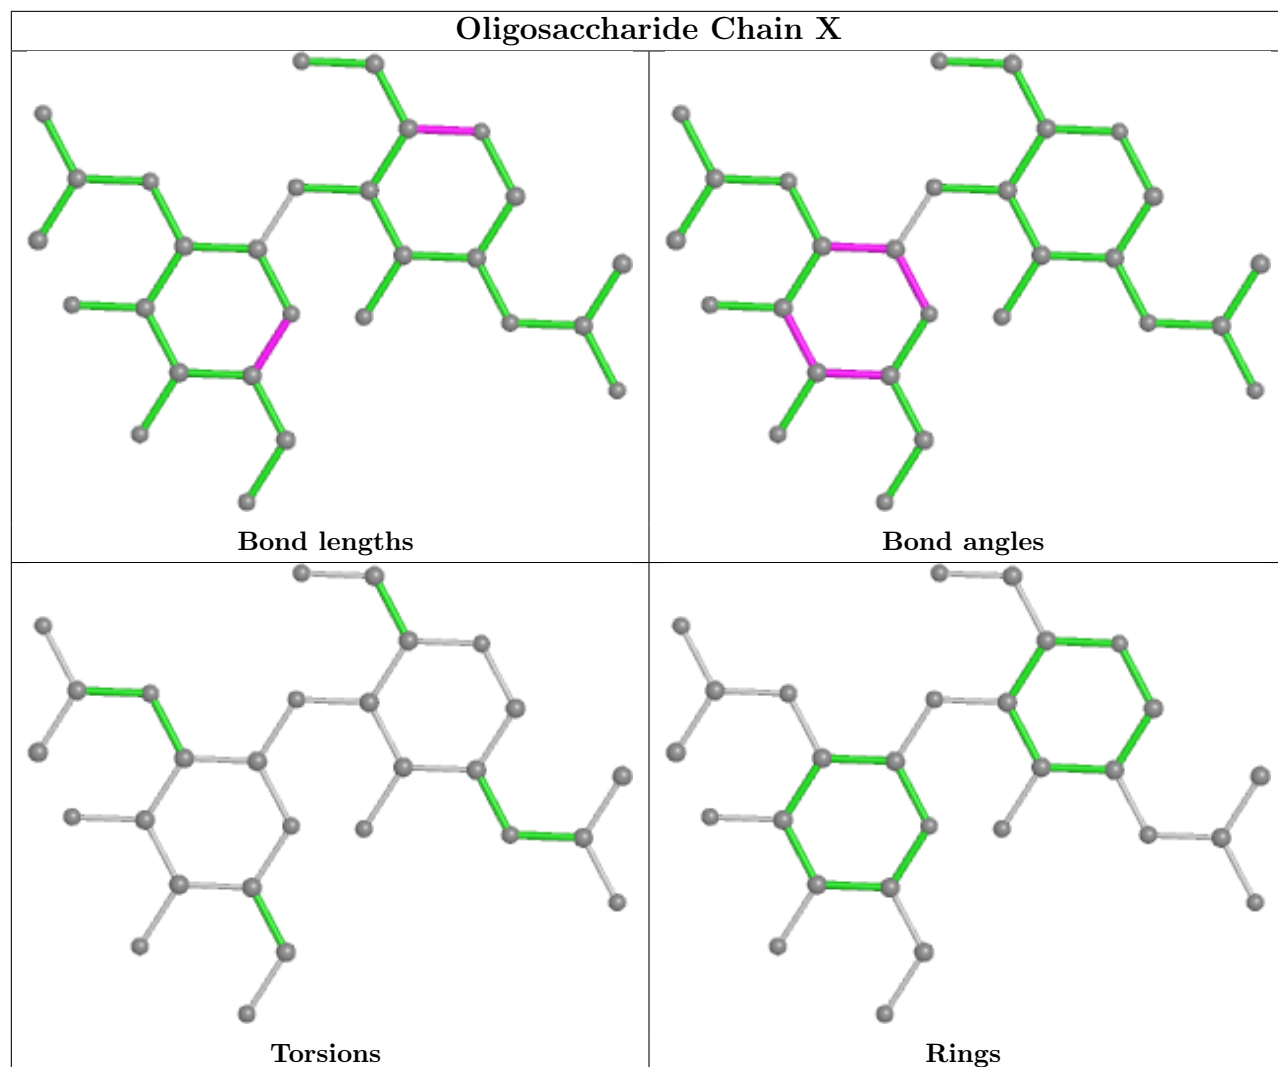 Oligosaccharide Chain X
Bond lengths
Bond angles
Torsions
Rings